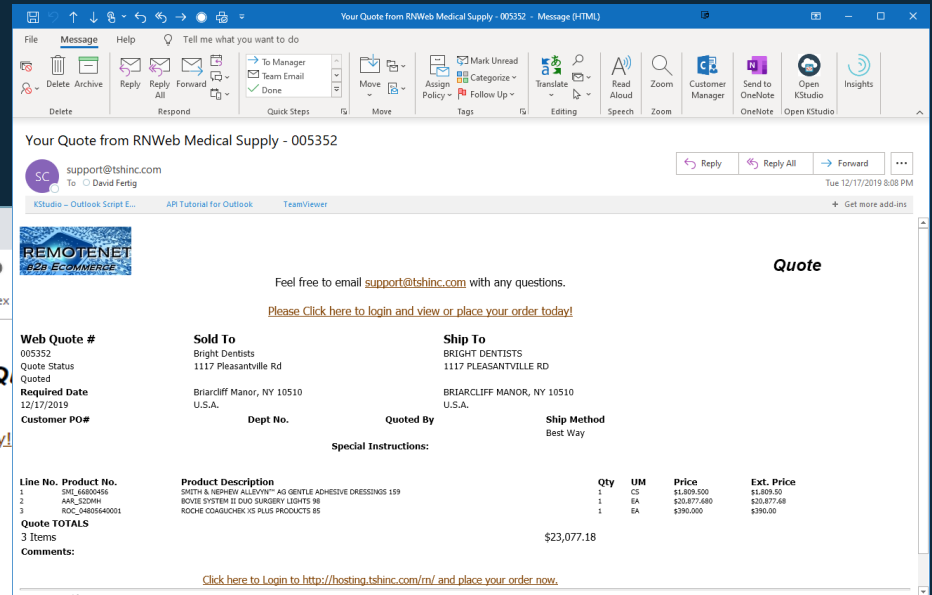 Your Quote from RNWeb Medical Supply - 005352 - Message (HTML)
File Message Help Tell me what you want to do
Delete Archive
Delete
Reply Reply All Forward
Respond
To Manager
Team Email
Done
Quick Steps
Move
Move
Assign Policy
Mark Unread
Categorize
Follow Up
Tags
Translate
Editing
Read Aloud
Speech
Zoom
Zoom
Customer Manager
Send to OneNote
OneNote
Open KStudio
Open KStudio
Insights
Your Quote from RNWeb Medical Supply - 005352
SC
support@tshinc.com
To David Fertig
Reply Reply All Forward
Tue 12/17/2019 8:08 PM
KStudio – Outlook Script E... API Tutorial for Outlook TeamViewer + Get more add-ins
REMOTENET
B2B ECOMMERCE
Quote
Feel free to email support@tshinc.com with any questions.
Please Click here to login and view or place your order today!
Web Quote # Sold To Ship To
005352 Bright Dentists BRIGHT DENTISTS
Quote Status 1117 Pleasantville Rd 1117 PLEASANTVILLE RD
Quoted
Required Date Briarcliff Manor, NY 10510 BRIARCLIFF MANOR, NY 10510
12/17/2019 U.S.A. U.S.A.
Customer PO# Dept No. Quoted By Ship Method
Best Way
Special Instructions:
Line No. Product No. Product Description Qty UM Price Ext. Price
1 SMI_66800456 SMITH & NEPHEW ALLEVYN™ AG GENTLE ADHESIVE DRESSINGS 159 1 CS $1,809.500 $1,809.50
2 AAR_S2DMH BOVIE SYSTEM II DUO SURGERY LIGHTS 98 1 EA $20,877.680 $20,877.68
3 ROC_04805640001 ROCHE COAGUCHEK XS PLUS PRODUCTS 85 1 EA $390.000 $390.00
Quote TOTALS
3 Items $23,077.18
Comments:
Click here to Login to http://hosting.tshinc.com/rn/ and place your order now.